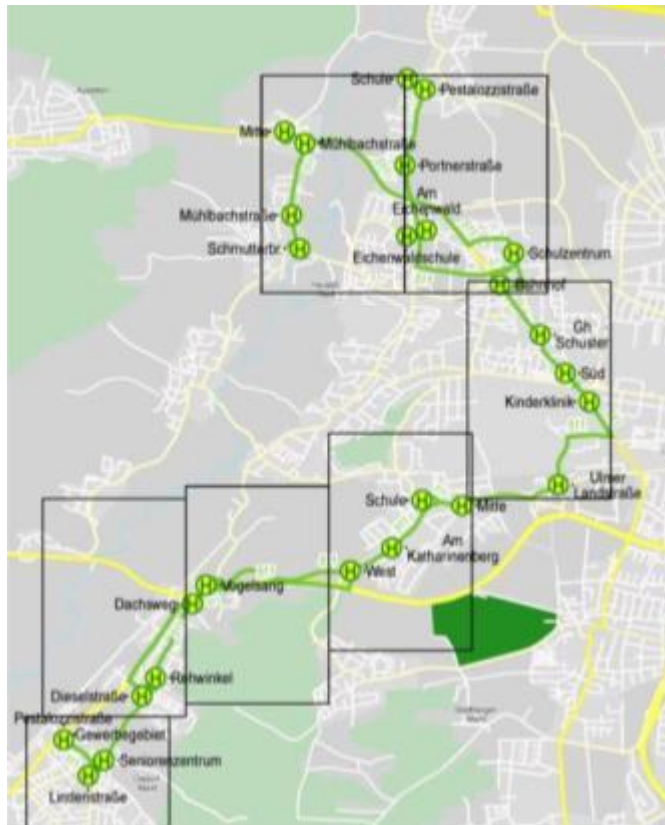 Schule
Pestalozzistraße
Mitte
Mühlbachstraße
Portnerstraße
Am
Eichenwald
Mühlbachstraße
Schmutterbr.
Eichenwaldschule
Schulzentrum
Bahnhof
Gh
Schuster
Süd
Kinderklinik
Ulmer
Landstraße
Schule
Mitte
Am
Katharinenberg
West
Vogelsang
Dachsweg
Rehwinkel
Dieselstraße
Pestalozzistraße
Gewerbegebiet
Seniorenzentrum
Lindenstraße